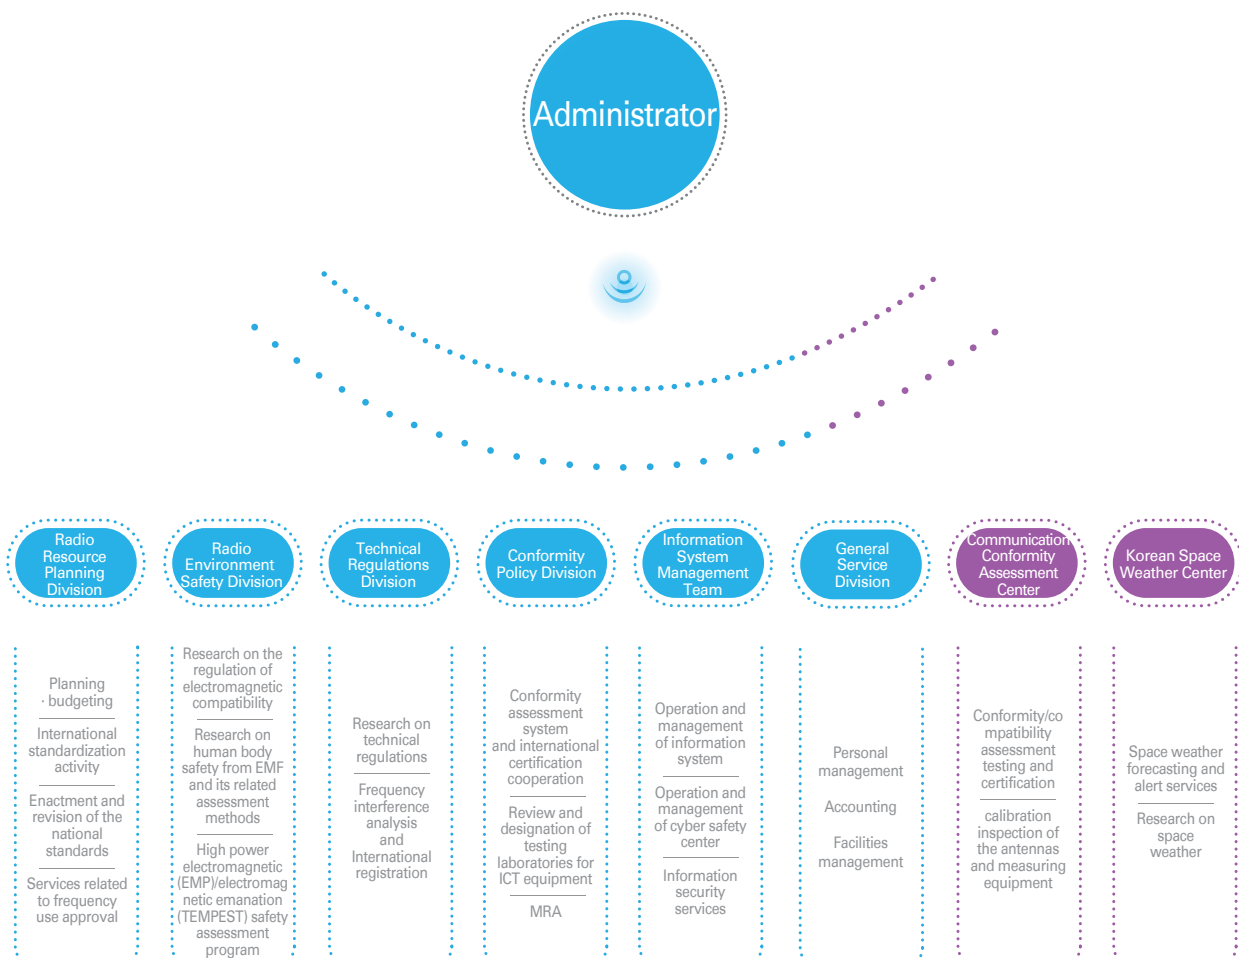 Administrator
Radio
Resource
Planning
Division
Radio
Environment
Safety Division
Technical
Regulations
Division
Conformity
Policy Division
Information
System
Management
Team
General
Service
Division
Communication
Conformity
Assessment
Center
Korean Space
Weather Center
Planning
· budgeting
International
standardization
activity
Enactment and
revision of the
national
standards
Services related
to frequency
use approval
Research on the
regulation of
electromagnetic
compatibility
Research on
human body
safety from EMF
and its related
assessment
methods
High power
electromagnetic
(EMP)/electromag
netic emanation
(TEMPEST) safety
assessment
program
Research on
technical
regulations
Frequency
interference
analysis
and
International
registration
Conformity
assessment
system
and international
certification
cooperation
Review and
designation of
testing
laboratories for
ICT equipment
MRA
Operation and
management
of information
system
Operation and
management
of cyber safety
center
Information
security
services
Personal
management
Accounting
Facilities
management
Conformity/co
mpatibility
assessment
testing and
certification
calibration
inspection of
the antennas
and measuring
equipment
Space weather
forecasting and
alert services
Research on
space
weather